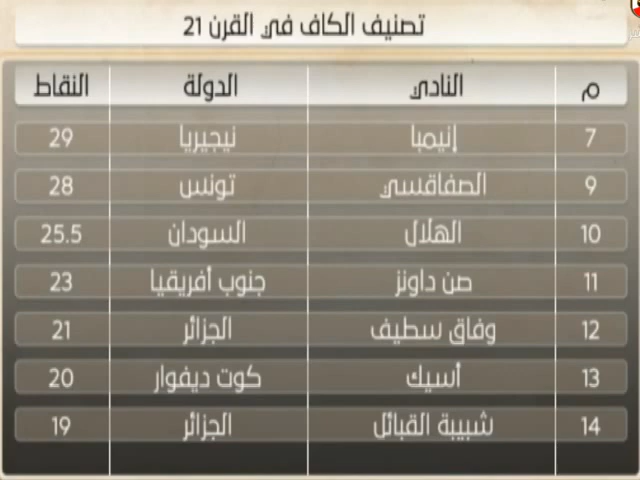 تصنيف الكاف في القرن 21
م النادي الدولة النقاط
7 إنيمبا نيجيريا 29
9 الصفاقسي تونس 28
10 الهلال السودان 25.5
11 صن داونز جنوب أفريقيا 23
12 وفاق سطيف الجزائر 21
13 أسيك كوت ديفوار 20
14 شبيبة القبائل الجزائر 19